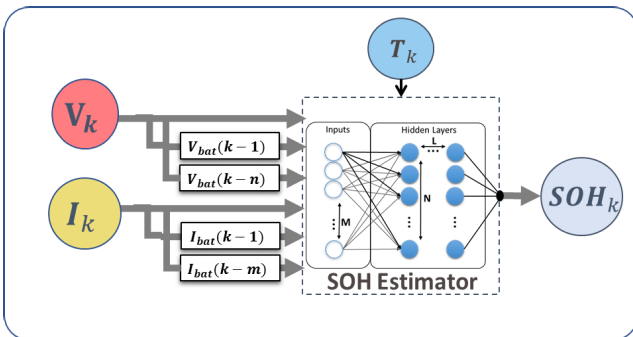 T_k
V_k
V_bat(k − 1)
V_bat(k − n)
I_k
I_bat(k − 1)
I_bat(k − m)
Inputs
Hidden Layers
L
...
N
M
...
...
...
SOH Estimator
SOH_k